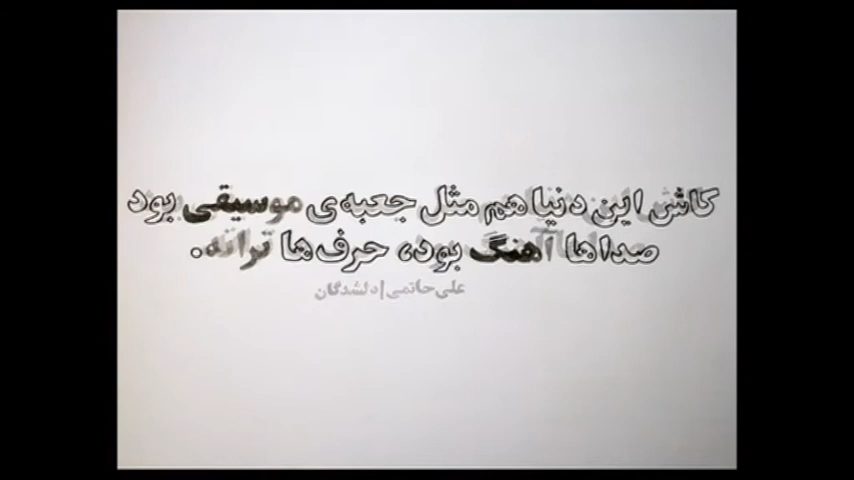 کاش این دنیا هم مثل جعبه‌ی موسیقی بود
صداها آهنگ بود، حرف‌ها ترانه.
علی حاتمی | دلشدگان